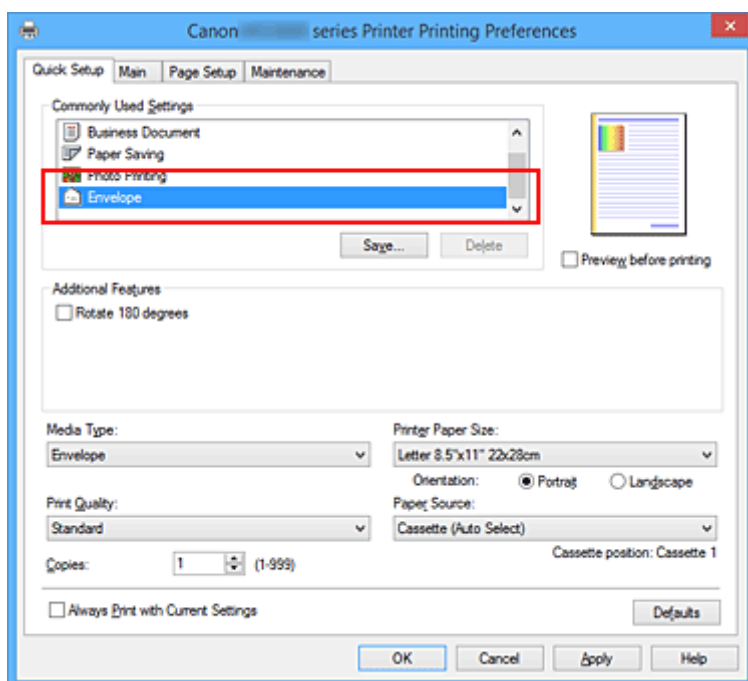 Canon series Printer Printing Preferences
Quick Setup Main Page Setup Maintenance
Commonly Used Settings
Business Document
Paper Saving
Photo Printing
Envelope
Save... Delete
Preview before printing
Additional Features
Rotate 180 degrees
Media Type: Printer Paper Size:
Envelope Letter 8.5"x11" 22x28cm
Orientation: Portrait Landscape
Print Quality: Paper Source:
Standard Cassette (Auto Select)
Cassette position: Cassette 1
Copies: 1 (1-999)
Always Print with Current Settings Defaults
OK Cancel Apply Help